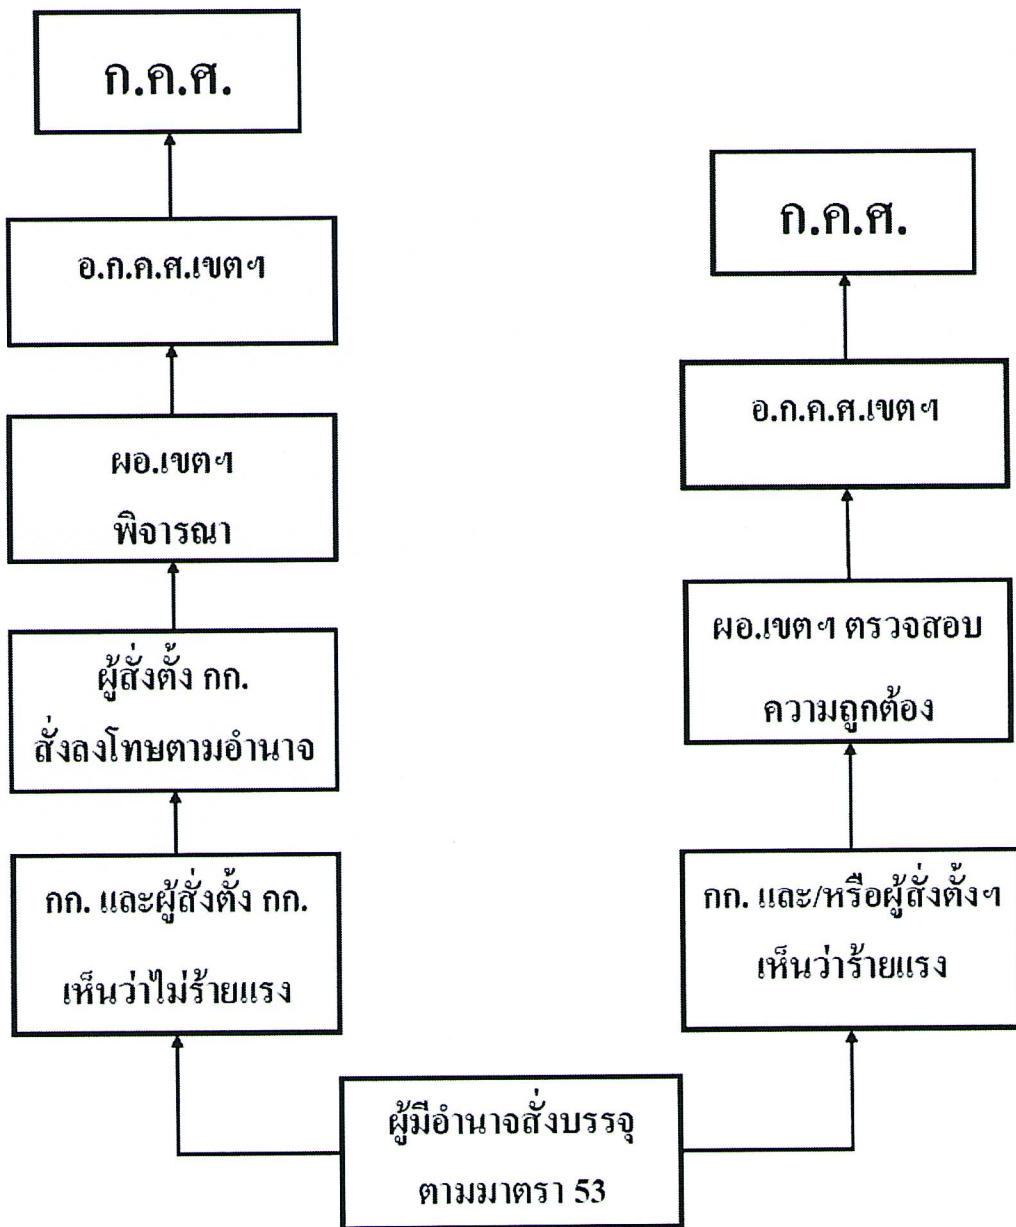 ก.ค.ศ.
อ.ก.ค.ศ.เขตฯ
ผอ.เขตฯ
พิจารณา
ผู้สั่งตั้ง กก.
สั่งลงโทษตามอำนาจ
กก. และผู้สั่งตั้ง กก.
เห็นว่าไม่ร้ายแรง
ก.ค.ศ.
อ.ก.ค.ศ.เขตฯ
ผอ.เขตฯ ตรวจสอบ
ความถูกต้อง
กก. และ/หรือผู้สั่งตั้งฯ
เห็นว่าร้ายแรง
ผู้มีอำนาจสั่งบรรจุ
ตามมาตรา 53